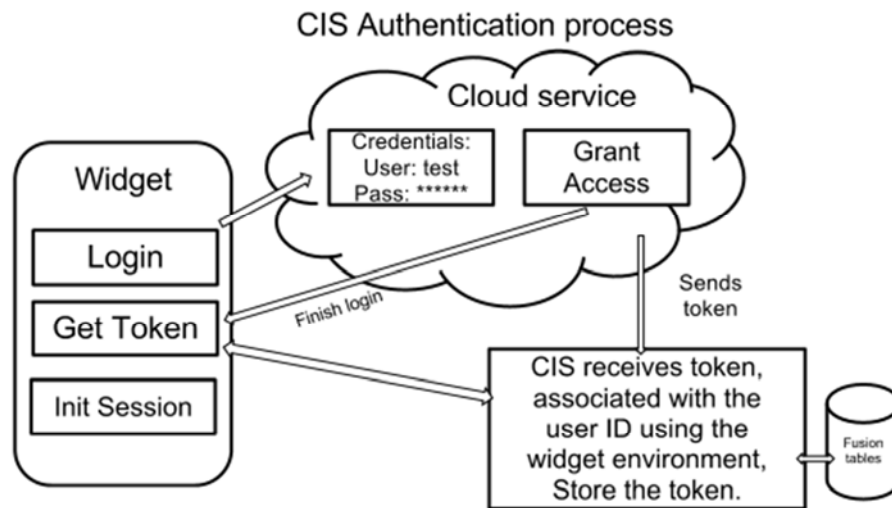 CIS Authentication process
Cloud service
Credentials:
User: test
Pass: ******
Grant
Access
Widget
Login
Get Token
Init Session
Finish login
Sends
token
CIS receives token,
associated with the
user ID using the
widget environment,
Store the token.
Fusion
tables